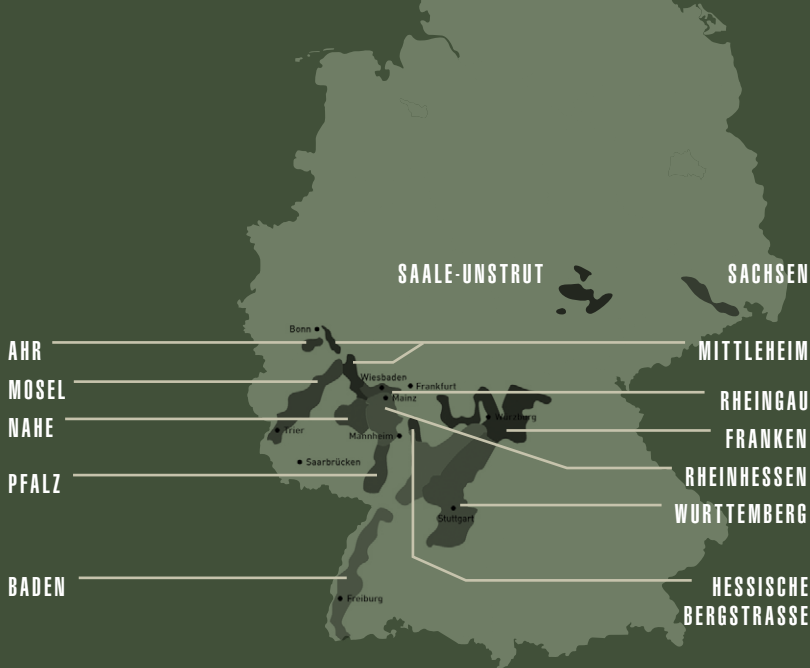 SAALE-UNSTRUT
SACHSEN
Bonn
AHR
MITTLEHEIM
Wiesbaden
MOSEL
Frankfurt
Mainz
RHEINGAU
Würzburg
NAHE
Trier
Mannheim
FRANKEN
Saarbrücken
RHEINHESSEN
PFALZ
WURTTEMBERG
Stuttgart
BADEN
Freiburg
HESSISCHE
BERGSTRASSE